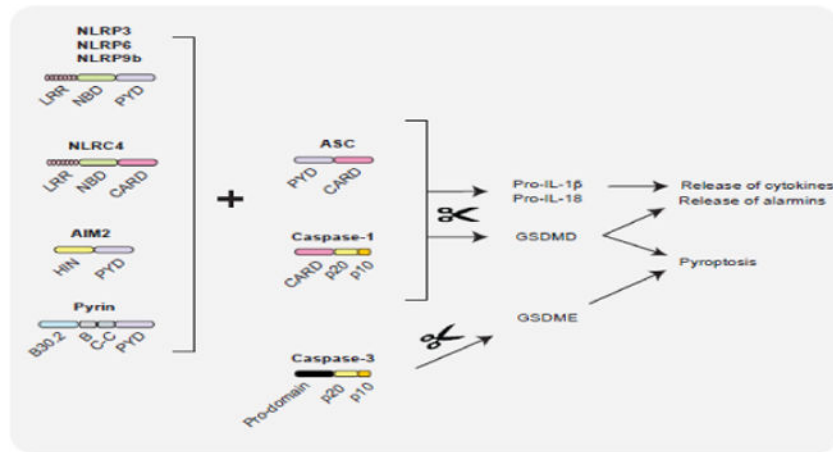 NLRP3
NLRP6
NLRP9b
LRR NBD PYD
NLRC4
LRR NBD CARD
AIM2
HIN PYD
Pyrin
B30.2 B C-C PYD
+
ASC
PYD CARD
Caspase-1
CARD p20 p10
Caspase-3
Pro-domain p20 p10
Pro-IL-1β
Pro-IL-18
GSDMD
GSDME
Release of cytokines
Release of alarmins
Pyroptosis